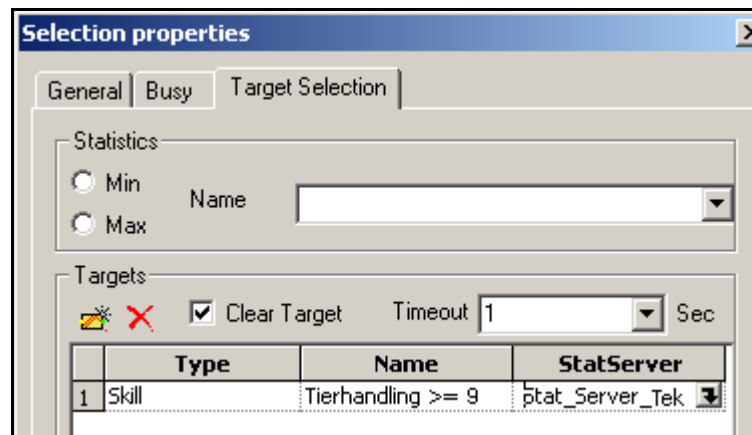 Selection properties
General Busy Target Selection
Statistics
Min
Name
Max
Targets
Clear Target Timeout 1 Sec
Type Name StatServer
1 Skill Tierhandling >= 9 Stat_Server_Tek